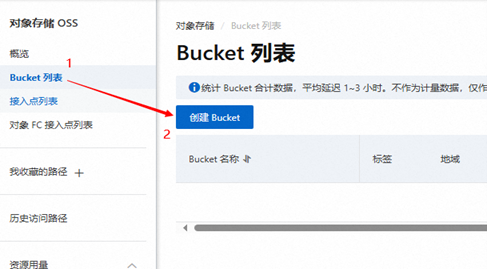 对象存储 OSS
概览
1
Bucket 列表
接入点列表
对象 FC 接入点列表
我收藏的路径 +
历史访问路径
资源用量
对象存储 / Bucket 列表
Bucket 列表
统计 Bucket 合计数据，平均延迟 1~3 小时。不作为计量数据，仅作
创建 Bucket
2
Bucket 名称 标签 地域